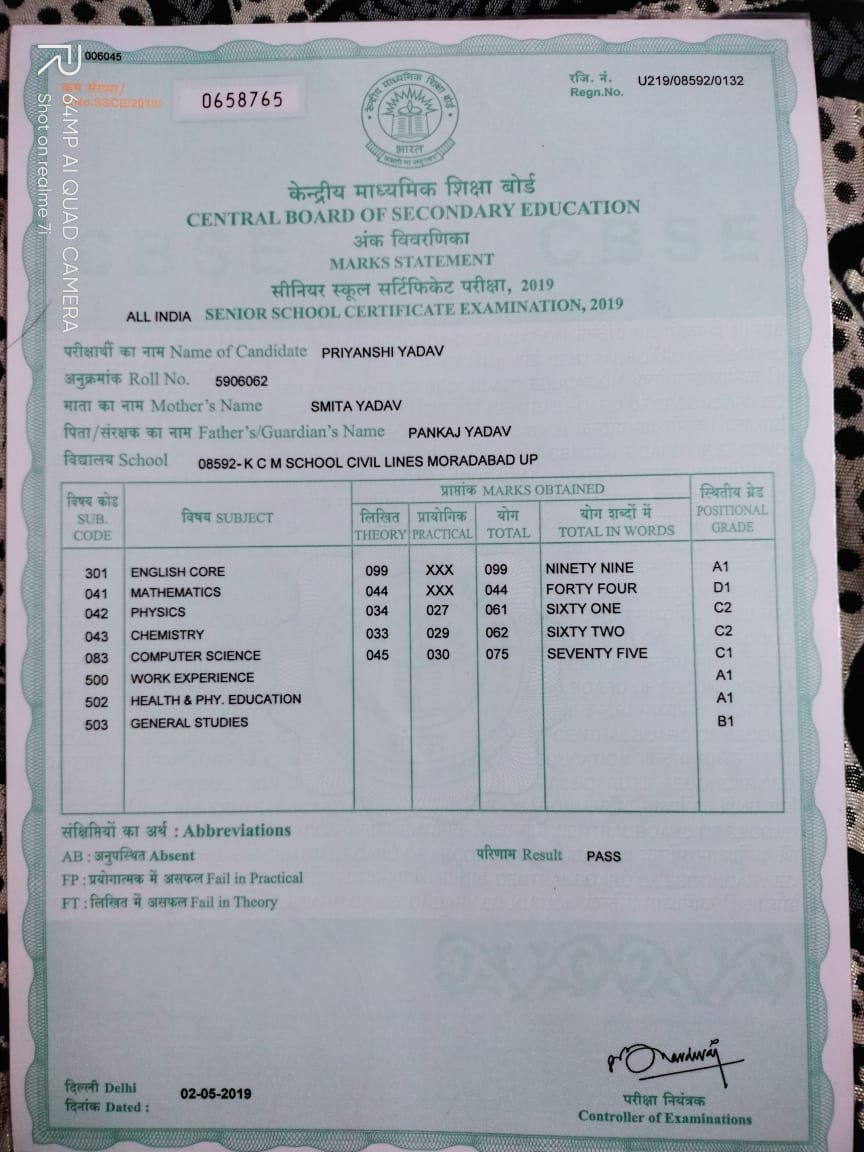 006045
क्रम संख्या/
No.SSCE/2019/
0658765
रजि. नं.
Regn.No. U219/08592/0132
केन्द्रीय माध्यमिक शिक्षा बोर्ड
भारत
केन्द्रीय माध्यमिक शिक्षा बोर्ड
CENTRAL BOARD OF SECONDARY EDUCATION
अंक विवरणिका
MARKS STATEMENT
सीनियर स्कूल सर्टिफिकेट परीक्षा, 2019
ALL INDIA SENIOR SCHOOL CERTIFICATE EXAMINATION, 2019
CBSE CBSE
परीक्षार्थी का नाम Name of Candidate PRIYANSHI YADAV
अनुक्रमांक Roll No. 5906062
माता का नाम Mother's Name SMITA YADAV
पिता/संरक्षक का नाम Father's/Guardian's Name PANKAJ YADAV
विद्यालय School 08592- K C M SCHOOL CIVIL LINES MORADABAD UP
विषय कोड SUB. CODE
विषय SUBJECT
प्राप्तांक MARKS OBTAINED
लिखित THEORY
प्रायोगिक PRACTICAL
योग TOTAL
योग शब्दों में TOTAL IN WORDS
स्थितीय ग्रेड POSITIONAL GRADE
301 ENGLISH CORE 099 XXX 099 NINETY NINE A1
041 MATHEMATICS 044 XXX 044 FORTY FOUR D1
042 PHYSICS 034 027 061 SIXTY ONE C2
043 CHEMISTRY 033 029 062 SIXTY TWO C2
083 COMPUTER SCIENCE 045 030 075 SEVENTY FIVE C1
500 WORK EXPERIENCE A1
502 HEALTH & PHY. EDUCATION A1
503 GENERAL STUDIES B1
संक्षिप्तियों का अर्थ : Abbreviations
AB : अनुपस्थित Absent
परिणाम Result PASS
FP : प्रयोगात्मक में असफल Fail in Practical
FT : लिखित में असफल Fail in Theory
दिल्ली Delhi
दिनांक Dated : 02-05-2019
परीक्षा नियंत्रक
Controller of Examinations
R
64MP AI QUAD CAMERA
Shot on realme 7i